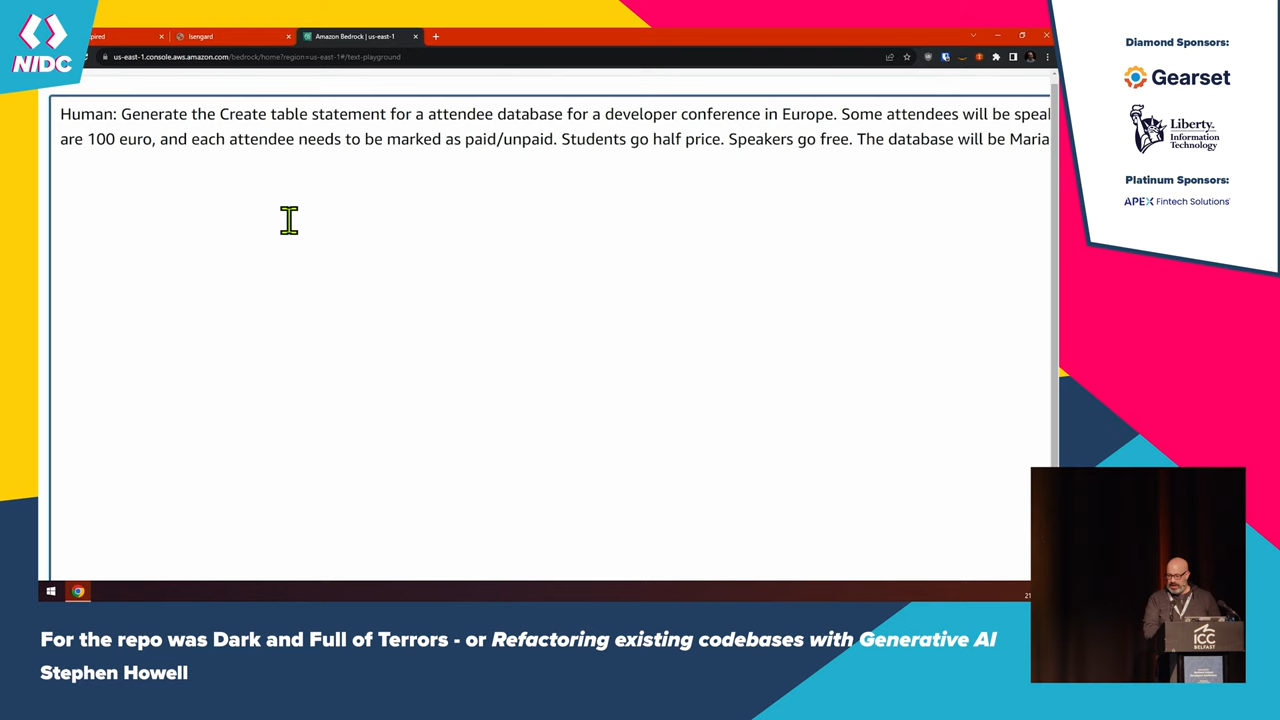 NIDC
pired
Isengard
Amazon Bedrock | us-east-1
us-east-1.console.aws.amazon.com/bedrock/home?region=us-east-1#/text-playground
Human: Generate the Create table statement for a attendee database for a developer conference in Europe. Some attendees will be speal
are 100 euro, and each attendee needs to be marked as paid/unpaid. Students go half price. Speakers go free. The database will be Maria
21
Diamond Sponsors:
Gearset
Liberty
Information
Technology
Platinum Sponsors:
APEX Fintech Solutions
ICC
BELFAST
For the repo was Dark and Full of Terrors - or Refactoring existing codebases with Generative AI
Stephen Howell